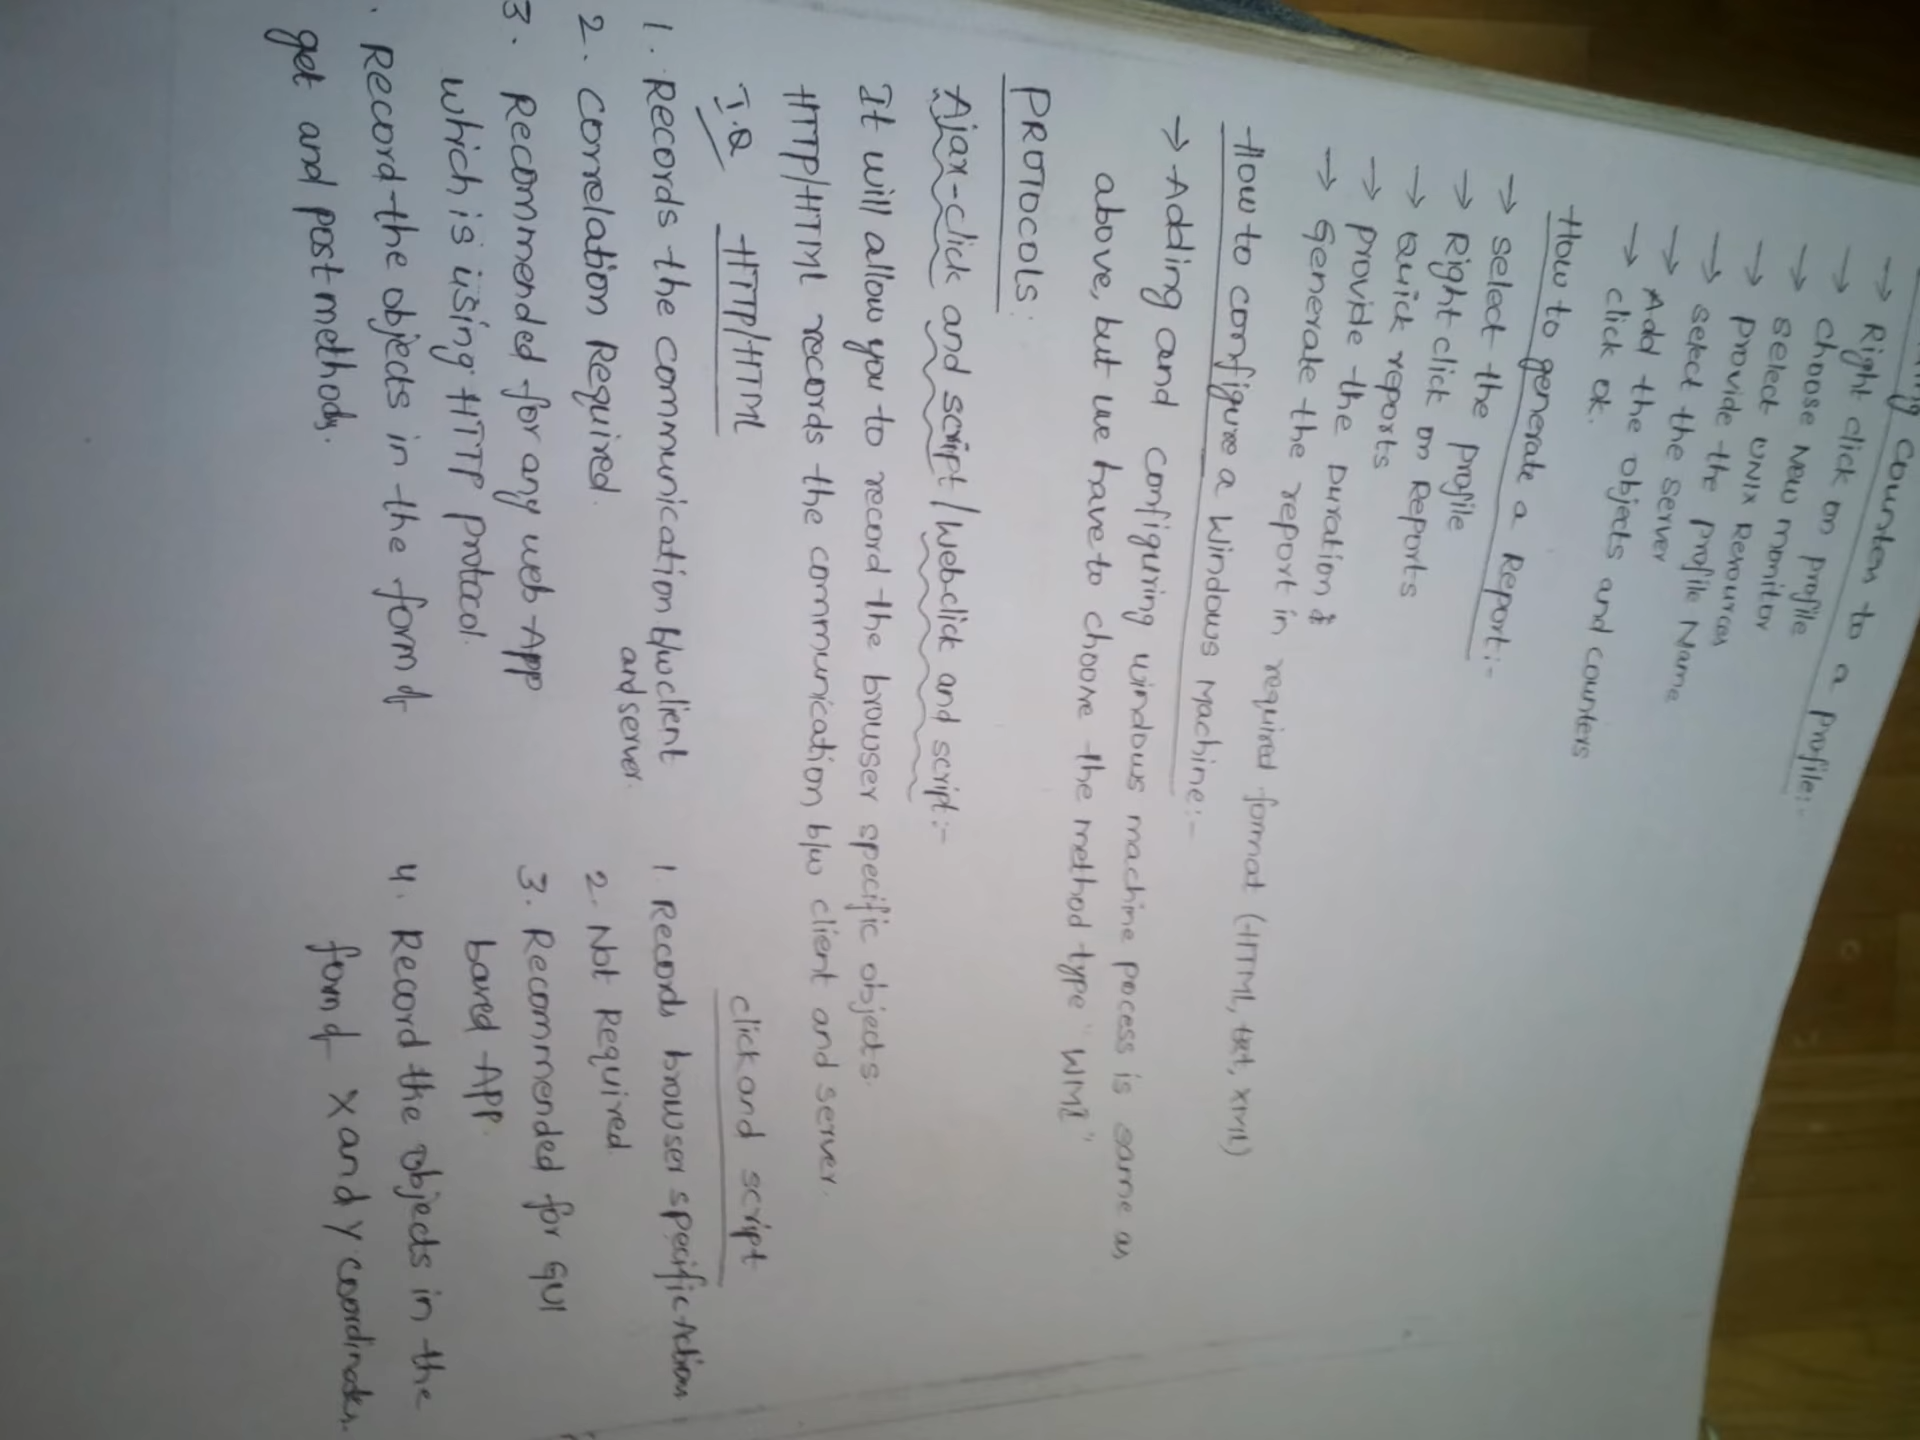 counters to a profile:-
→ Right click on profile
→ choose New monitor
→ select UNIX Resources
→ provide the profile Name
→ select the server
→ Add the objects and counters
→ click ok.
How to generate a Report:-
→ select the profile
→ Right click on Reports
→ Quick reports
→ provide the Duration &
→ Generate the report in required format (HTML, txt, XML)
How to configure a windows Machine:-
→ Adding and configuring windows machine pocess is same as
above, but we have to choose the method type "WMI"
PROTOCOLS:
Ajax-click and script/Web click and script:-
It will allow you to record the browser specific objects.
HTTP/HTML records the communication b/w client and server.
I.Q HTTP/HTML click and script
1. Records the communication b/w client and server. 1. Records browser specific Actions
2. Correlation Required. 2. Not Required
3. Recommended for any web App 3. Recommended for GUI
which is using HTTP protocol. based APP.
. Record the objects in the form of 4. Record the objects in the
get and post methods. form of X and Y coordinates.